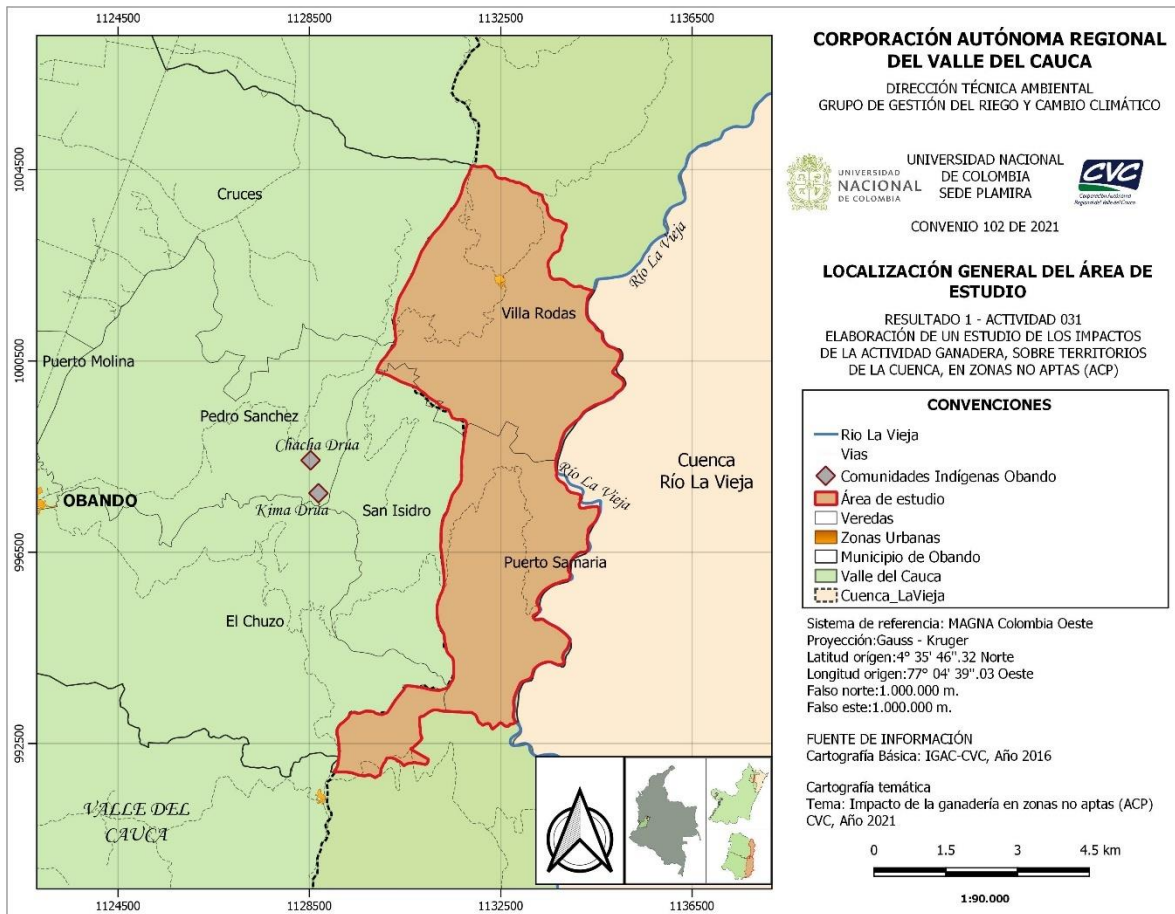 1124500
1128500
1132500
1136500
1004500
1000500
996500
992500
Cruces
Río La Vieja
Villa Rodas
Puerto Molina
Pedro Sanchez
Chacha Drúa
Cuenca
Río La Vieja
Río La Vieja
OBANDO
Kima Drúa
San Isidro
Puerto Samaria
El Chuzo
VALLE DEL
CAUCA
1124500
1128500
1132500
1136500
CORPORACIÓN AUTÓNOMA REGIONAL
DEL VALLE DEL CAUCA
DIRECCIÓN TÉCNICA AMBIENTAL
GRUPO DE GESTIÓN DEL RIEGO Y CAMBIO CLIMÁTICO
UNIVERSIDAD
NACIONAL
DE COLOMBIA
UNIVERSIDAD NACIONAL
DE COLOMBIA
SEDE PLAMIRA
CVC
Corporación Autónoma
Regional del Valle del Cauca
CONVENIO 102 DE 2021
LOCALIZACIÓN GENERAL DEL ÁREA DE
ESTUDIO
RESULTADO 1 - ACTIVIDAD 031
ELABORACIÓN DE UN ESTUDIO DE LOS IMPACTOS
DE LA ACTIVIDAD GANADERA, SOBRE TERRITORIOS
DE LA CUENCA, EN ZONAS NO APTAS (ACP)
CONVENCIONES
Rio La Vieja
Vias
Comunidades Indígenas Obando
Área de estudio
Veredas
Zonas Urbanas
Municipio de Obando
Valle del Cauca
Cuenca_LaVieja
Sistema de referencia: MAGNA Colombia Oeste
Proyección:Gauss - Kruger
Latitud orígen:4° 35' 46".32 Norte
Longitud origen:77° 04' 39".03 Oeste
Falso norte:1.000.000 m.
Falso este:1.000.000 m.
FUENTE DE INFORMACIÓN
Cartografía Básica: IGAC-CVC, Año 2016
Cartografía temática
Tema: Impacto de la ganadería en zonas no aptas (ACP)
CVC, Año 2021
0 1.5 3 4.5 km
1:90.000